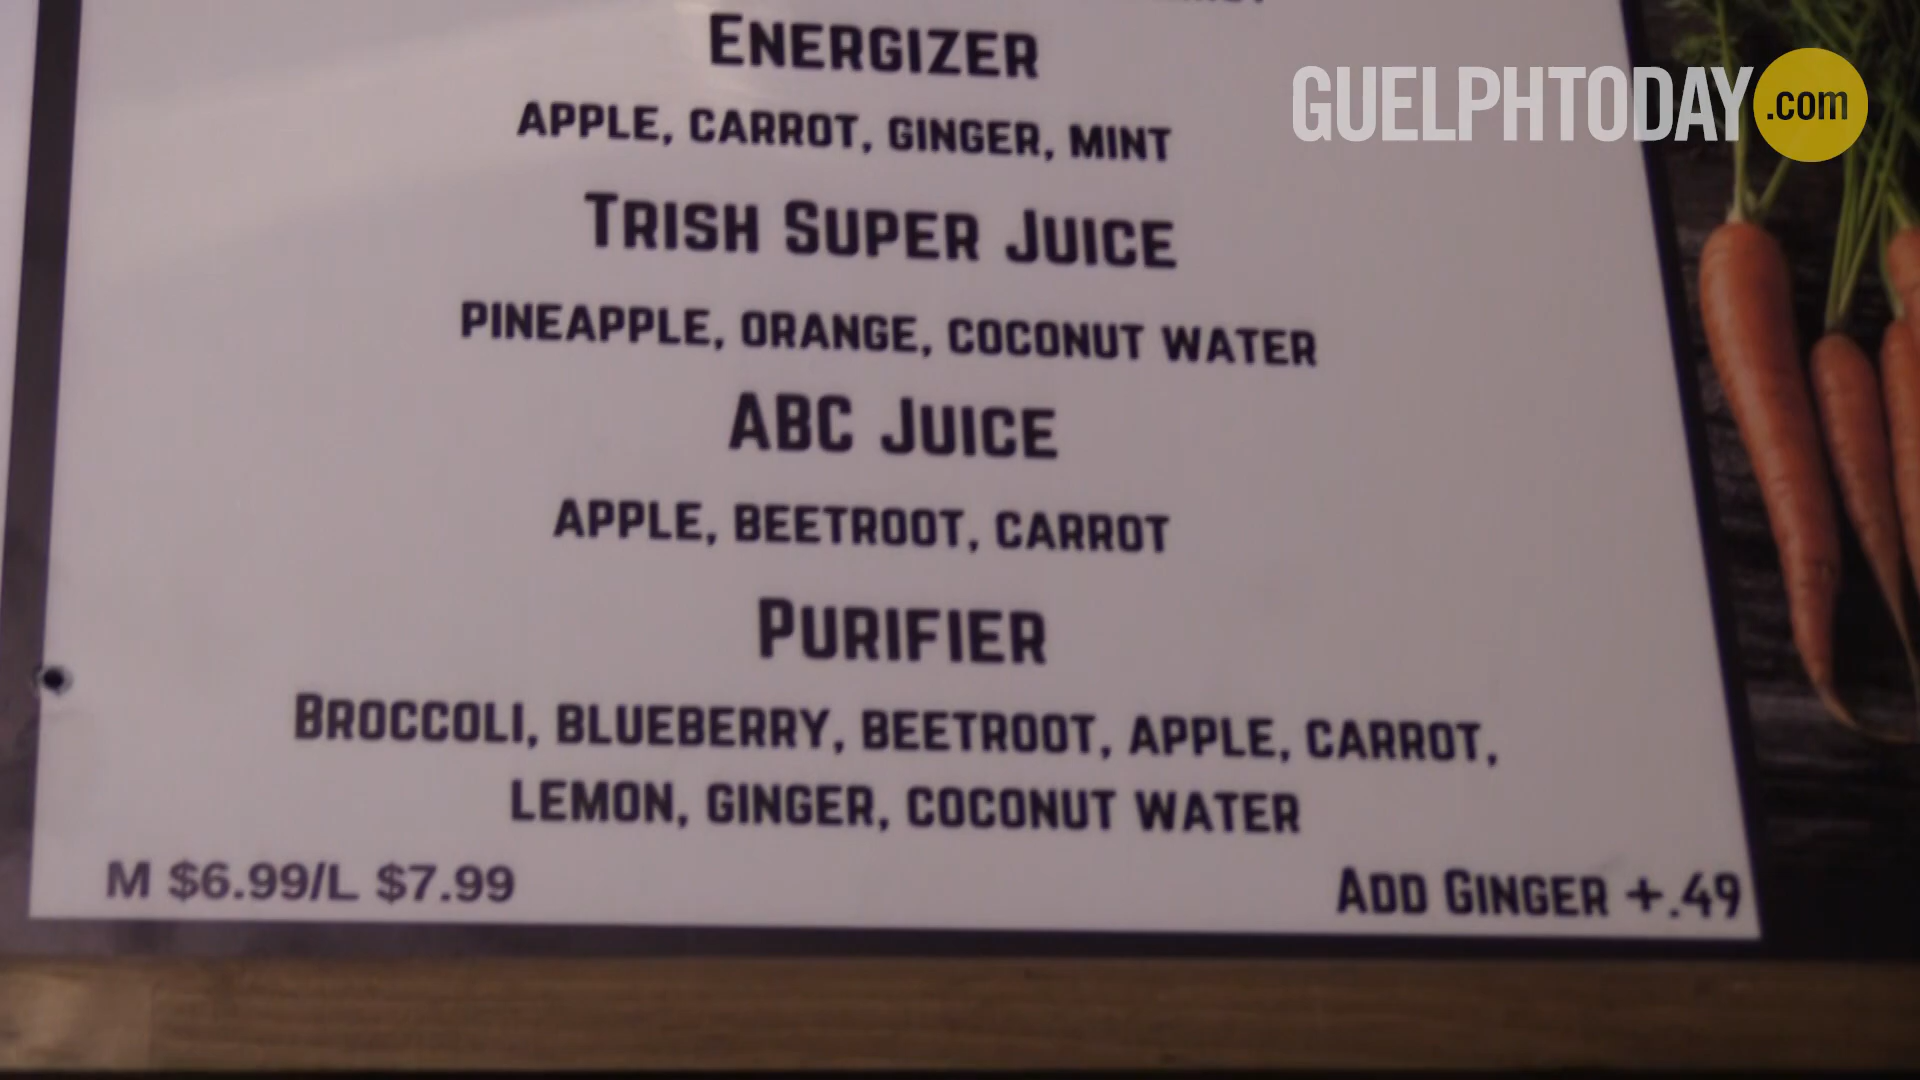 ENERGIZER
APPLE, CARROT, GINGER, MINT
TRISH SUPER JUICE
PINEAPPLE, ORANGE, COCONUT WATER
ABC JUICE
APPLE, BEETROOT, CARROT
PURIFIER
BROCCOLI, BLUEBERRY, BEETROOT, APPLE, CARROT,
LEMON, GINGER, COCONUT WATER
M $6.99/L $7.99
ADD GINGER +.49
GUELPHTODAY.com